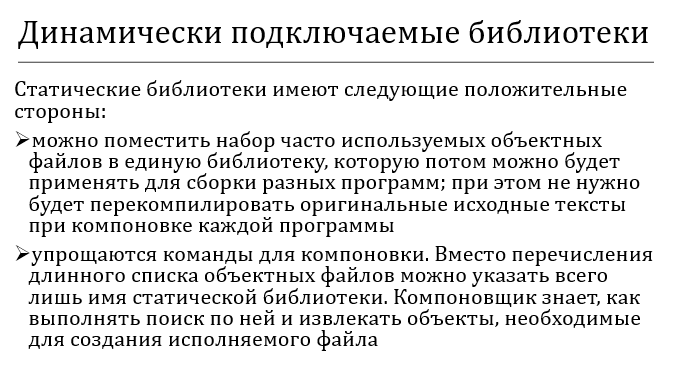 Динамически подключаемые библиотеки
Статические библиотеки имеют следующие положительные
стороны:
➢можно поместить набор часто используемых объектных
файлов в единую библиотеку, которую потом можно будет
применять для сборки разных программ; при этом не нужно
будет перекомпилировать оригинальные исходные тексты
при компоновке каждой программы
➢упрощаются команды для компоновки. Вместо перечисления
длинного списка объектных файлов можно указать всего
лишь имя статической библиотеки. Компоновщик знает, как
выполнять поиск по ней и извлекать объекты, необходимые
для создания исполняемого файла